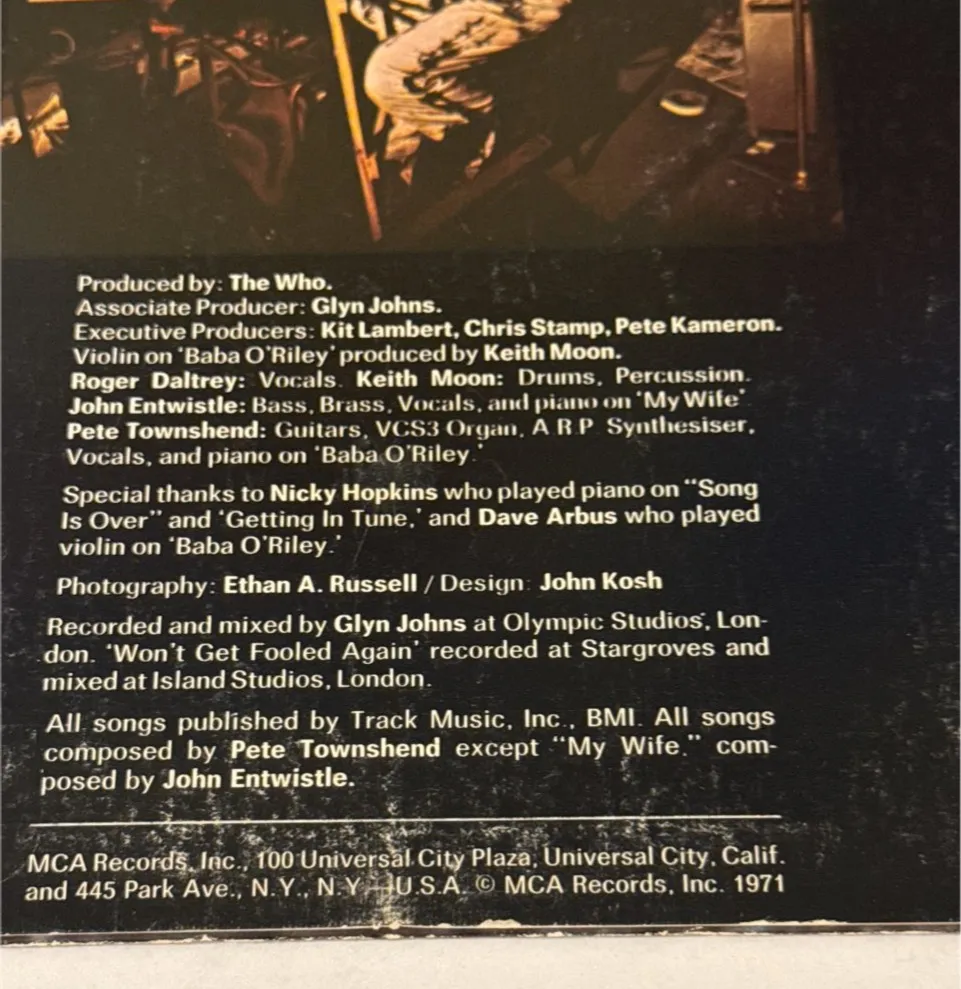 Produced by: The Who.
Associate Producer: Glyn Johns.
Executive Producers: Kit Lambert, Chris Stamp, Pete Kameron.
Violin on 'Baba O'Riley' produced by Keith Moon.
Roger Daltrey: Vocals. Keith Moon: Drums, Percussion.
John Entwistle: Bass, Brass, Vocals, and piano on 'My Wife'
Pete Townshend: Guitars, VCS3 Organ, A R P Synthesiser,
Vocals, and piano on 'Baba O'Riley.'
Special thanks to Nicky Hopkins who played piano on "Song
Is Over" and 'Getting In Tune,' and Dave Arbus who played
violin on 'Baba O'Riley.'
Photography: Ethan A. Russell / Design: John Kosh
Recorded and mixed by Glyn Johns at Olympic Studios, Lon-
don. 'Won't Get Fooled Again' recorded at Stargroves and
mixed at Island Studios, London.
All songs published by Track Music, Inc., BMI. All songs
composed by Pete Townshend except "My Wife." com-
posed by John Entwistle.
MCA Records, Inc., 100 Universal City Plaza, Universal City, Calif.
and 445 Park Ave., N.Y., N.Y.—U.S.A. © MCA Records, Inc. 1971